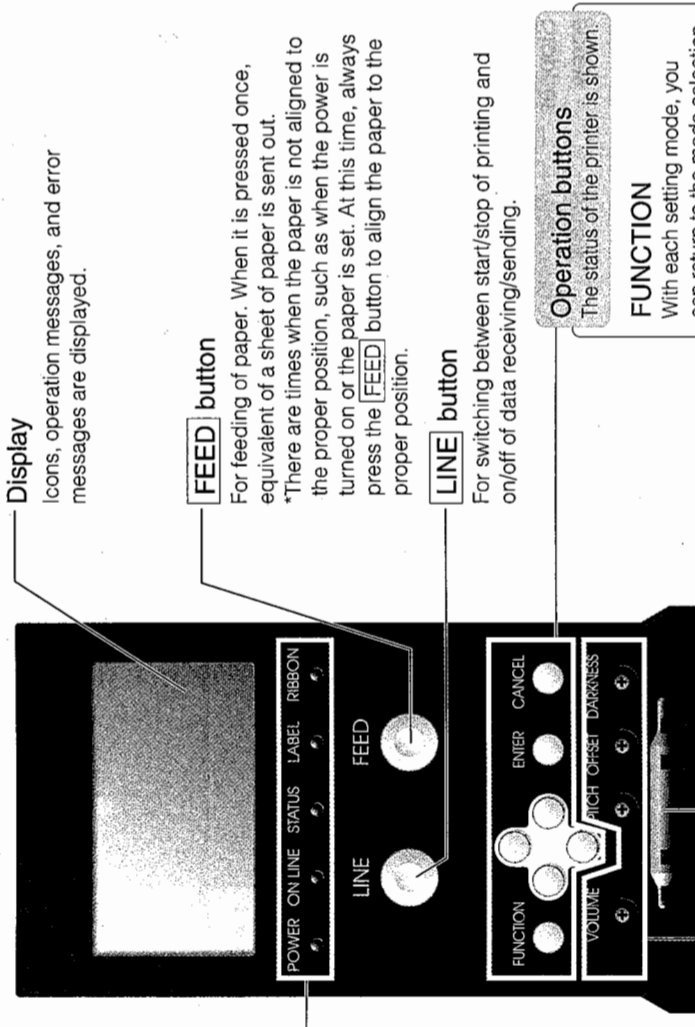 Display
Icons, operation messages, and error
messages are displayed.
FEED button
For feeding of paper. When it is pressed once,
equivalent of a sheet of paper is sent out.
*There are times when the paper is not aligned to
the proper position, such as when the power is
turned on or the paper is set. At this time, always
press the FEED button to align the paper to the
proper position.
LINE button
For switching between start/stop of printing and
on/off of data receiving/sending.
Operation buttons
The status of the printer is shown.
FUNCTION
With each setting mode, you
can return to the mode selection
POWER ON LINE STATUS LABEL RIBBON
LINE FEED
FUNCTION ENTER CANCEL
VOLUME PITCH OFFSET DARKNESS